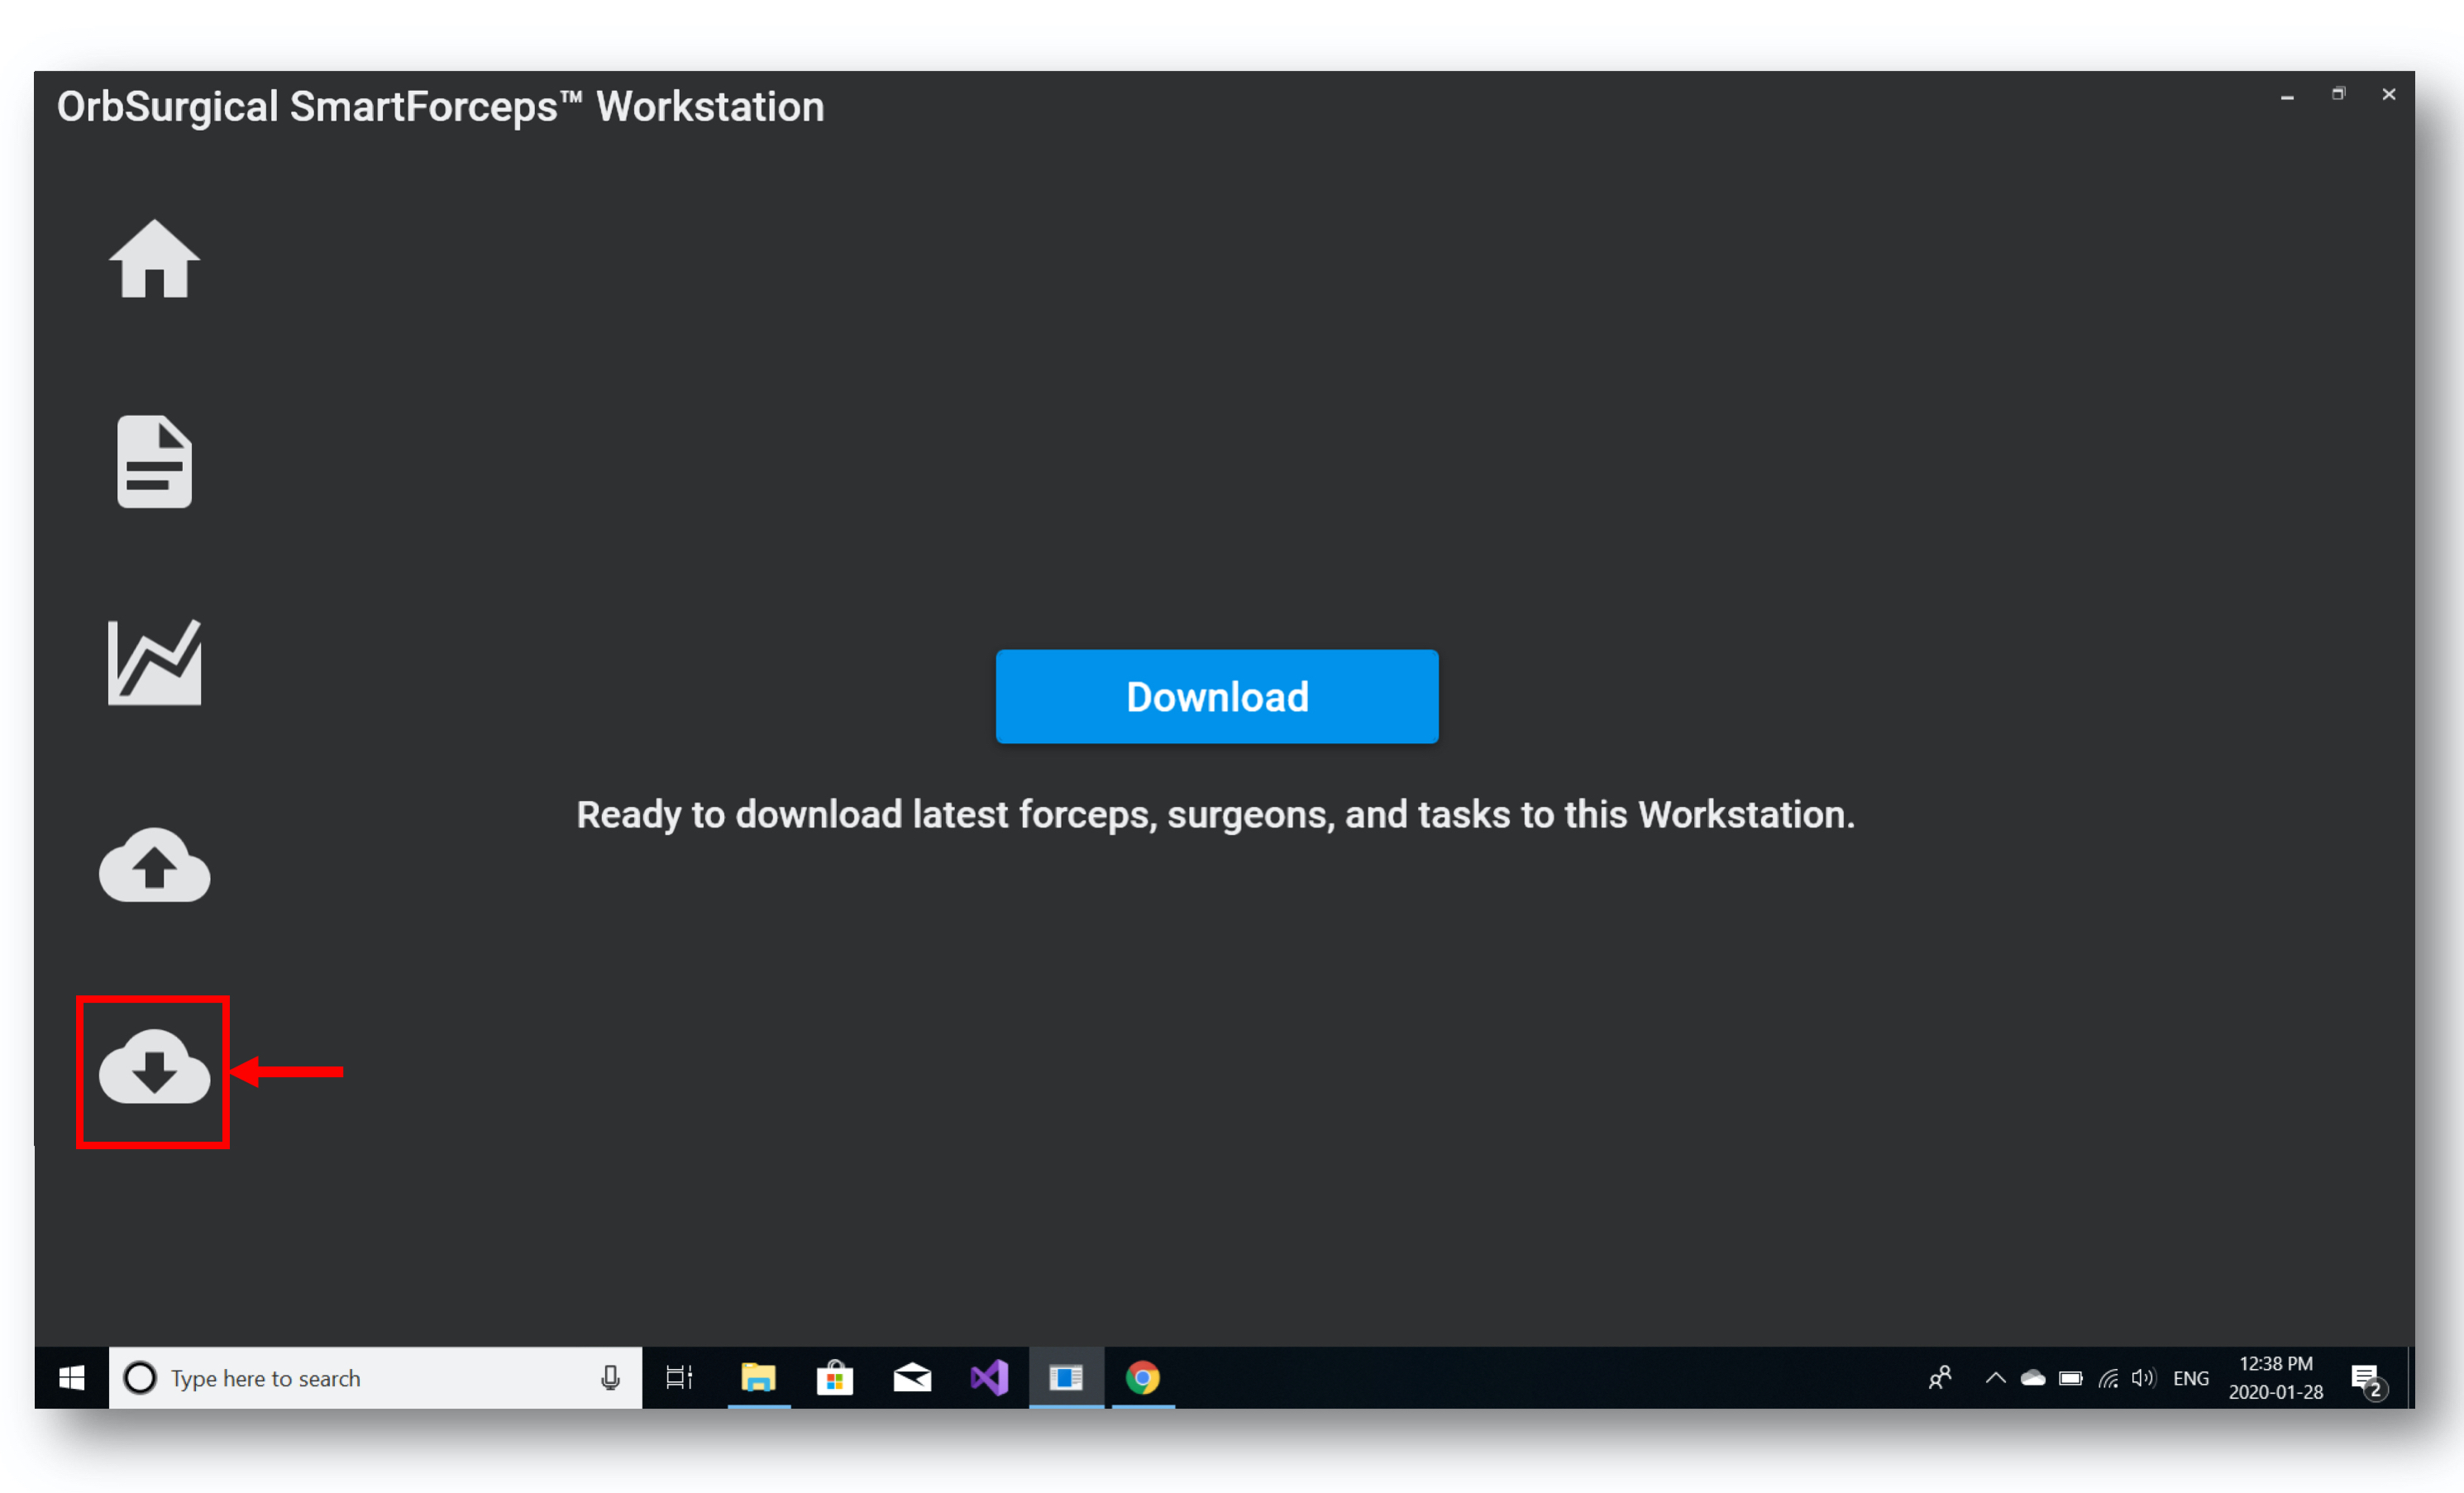 OrbSurgical SmartForceps™ Workstation
Download
Ready to download latest forceps, surgeons, and tasks to this Workstation.
Type here to search
ENG
12:38 PM
2020-01-28
2